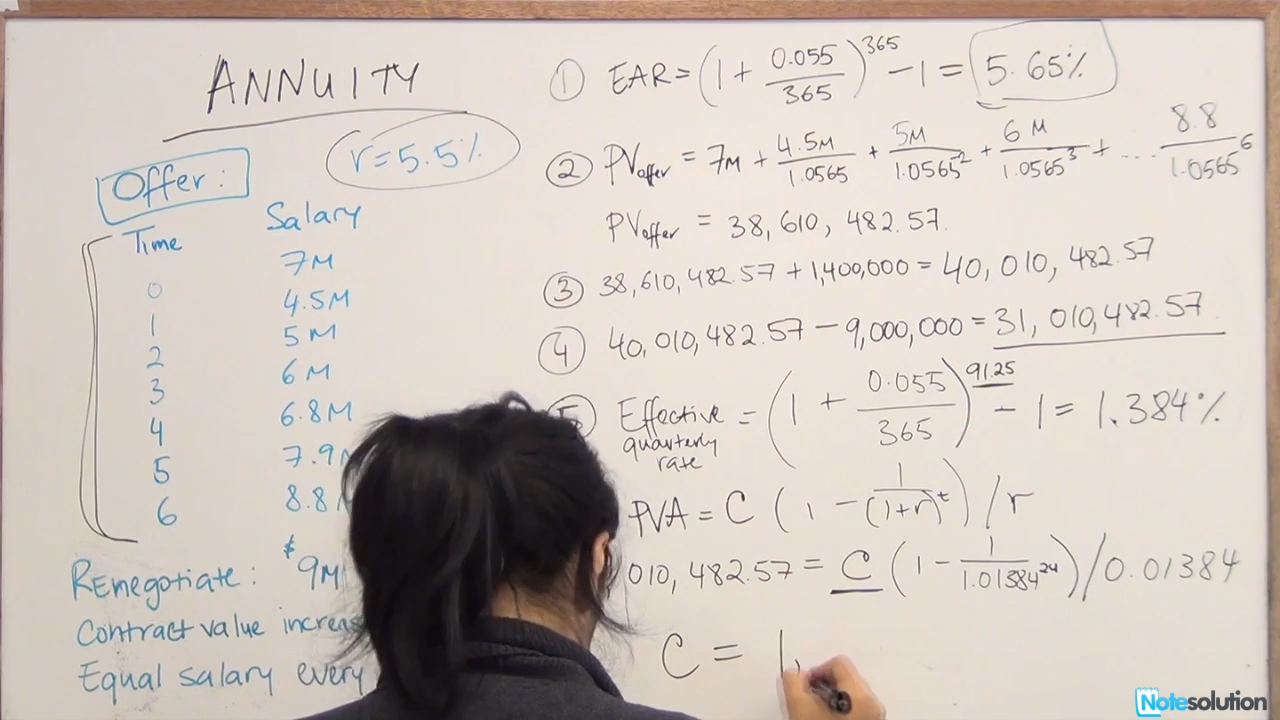 ANNUITY
r=5.5%
Offer:
Time Salary
0 7M
1 4.5M
2 5M
3 6M
4 6.8M
5 7.9M
6 8.8M
Renegotiate: $9M
Contract value increas
Equal salary every
① EAR = (1 + 0.055/365)^365 - 1 = 5.65%
② PVoffer = 7M + 4.5M/1.0565 + 5M/1.0565^2 + 6M/1.0565^3 + .... 8.8/1.0565^6
PVoffer = 38,610,482.57
③ 38,610,482.57 + 1,400,000 = 40,010,482.57
④ 40,010,482.57 - 9,000,000 = 31,010,482.57
⑤ Effective quarterly rate = (1 + 0.055/365)^91.25 - 1 = 1.384%
PVA = C (1 - 1/(1+r)^t) / r
010,482.57 = C (1 - 1/1.01384^24) / 0.01384
C = 1,
Notesolution